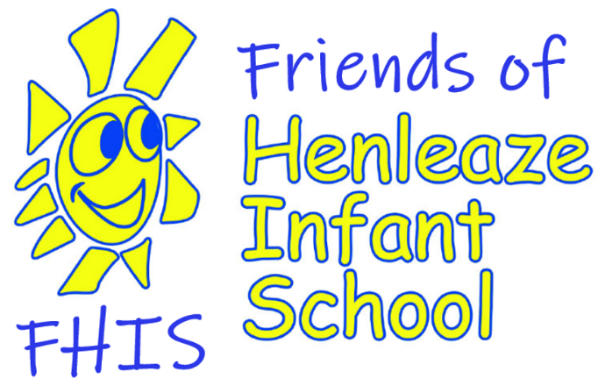 Friends of
Henleaze
Infant
School
FHIS